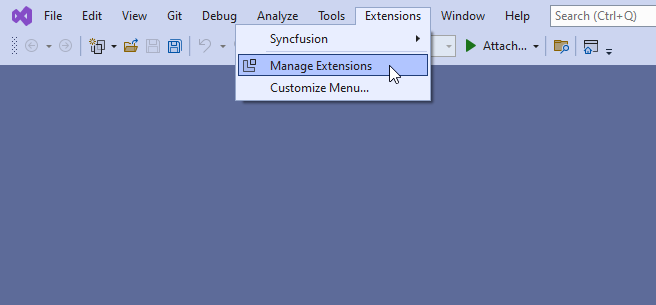 File Edit View Git Debug Analyze Tools Extensions Window Help Search (Ctrl+Q)
Attach...
Syncfusion
Manage Extensions
Customize Menu...